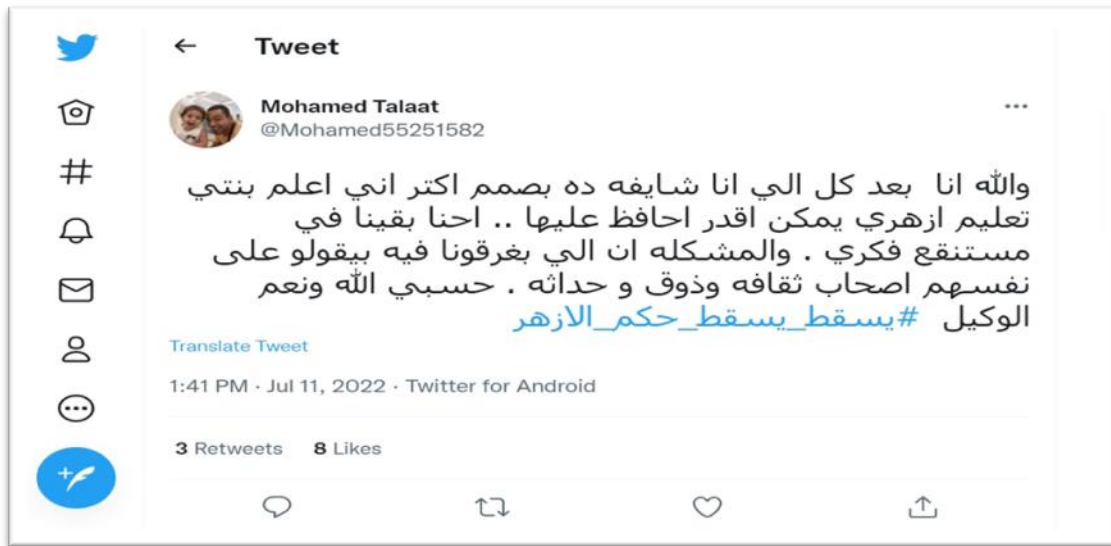 Tweet
Mohamed Talaat
@Mohamed55251582
والله انا بعد كل الي انا شايفه ده بصمم اكتر اني اعلم بنتي
تعليم ازهري يمكن اقدر احافظ عليها .. احنا بقينا في
مستنقع فكري . والمشكله ان الي بغرقونا فيه بيقولو على
نفسهم اصحاب ثقافه وذوق و حداثه . حسبي الله ونعم
الوكيل #يسقط_يسقط_حكم_الازهر
Translate Tweet
1:41 PM · Jul 11, 2022 · Twitter for Android
3 Retweets 8 Likes